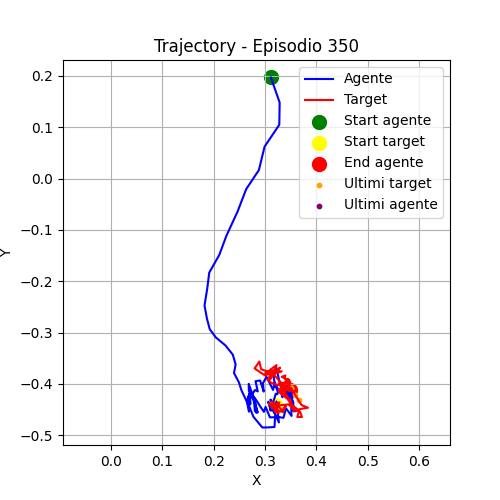 Trajectory - Episodio 350
0.2
0.1
0.0
−0.1
−0.2
−0.3
−0.4
−0.5
Y
0.0
0.1
0.2
0.3
0.4
0.5
0.6
X
Agente
Target
Start agente
Start target
End agente
Ultimi target
Ultimi agente